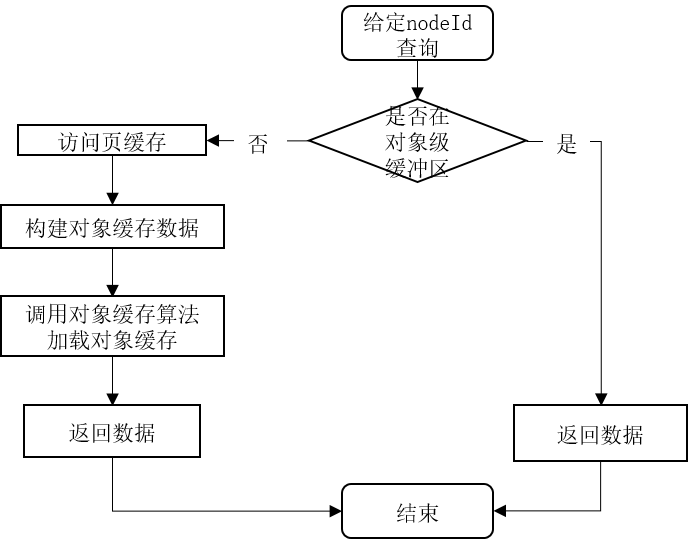 给定nodeId
查询
是否在
对象级
缓冲区
否
是
访问页缓存
构建对象缓存数据
调用对象缓存算法
加载对象缓存
返回数据
返回数据
结束